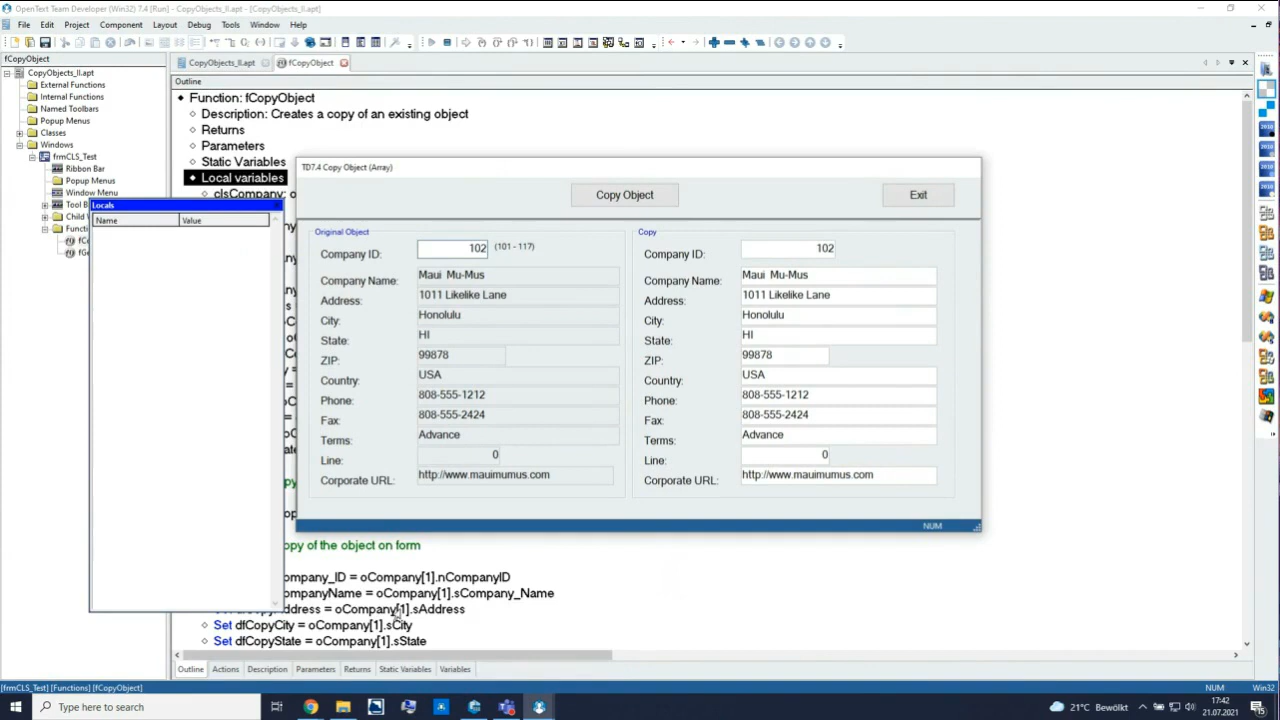 OpenText Team Developer (Win32) 7.4 [Run] - CopyObjects_II.apt - [CopyObjects_II.apt]
File Edit Project Component Layout Debug Tools Window Help
fCopyObject
CopyObjects_II.apt
External Functions
Internal Functions
Named Toolbars
Popup Menus
Classes
Windows
frmCLS_Test
Ribbon Bar
Popup Menus
Window Menu
Tool B
Child
Functi
fC
fG
CopyObjects_II.apt fCopyObject
Outline
Function: fCopyObject
Description: Creates a copy of an existing object
Returns
Parameters
Static Variables
Local variables
clsCompany: o
Locals
Name Value
TD7.4 Copy Object (Array)
Copy Object Exit
Original Object
Company ID: 102 (101 - 117)
Company Name: Maui Mu-Mus
Address: 1011 Likelike Lane
City: Honolulu
State: HI
ZIP: 99878
Country: USA
Phone: 808-555-1212
Fax: 808-555-2424
Terms: Advance
Line: 0
Corporate URL: http://www.mauimumus.com
Copy
Company ID: 102
Company Name: Maui Mu-Mus
Address: 1011 Likelike Lane
City: Honolulu
State: HI
ZIP: 99878
Country: USA
Phone: 808-555-1212
Fax: 808-555-2424
Terms: Advance
Line: 0
Corporate URL: http://www.mauimumus.com
NUM
opy of the object on form
ompany_ID = oCompany[1].nCompanyID
ompanyName = oCompany[1].sCompany_Name
ddress = oCompany[1].sAddress
Set dfCopyCity = oCompany[1].sCity
Set dfCopyState = oCompany[1].sState
Outline Actions Description Parameters Returns Static Variables Variables
[frmCLS_Test] [Functions] [fCopyObject] NUM Win32
Type here to search
21°C Bewölkt
17:42
21.07.2021